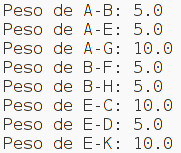 Peso de A-B: 5.0
Peso de A-E: 5.0
Peso de A-G: 10.0
Peso de B-F: 5.0
Peso de B-H: 5.0
Peso de E-C: 10.0
Peso de E-D: 5.0
Peso de E-K: 10.0